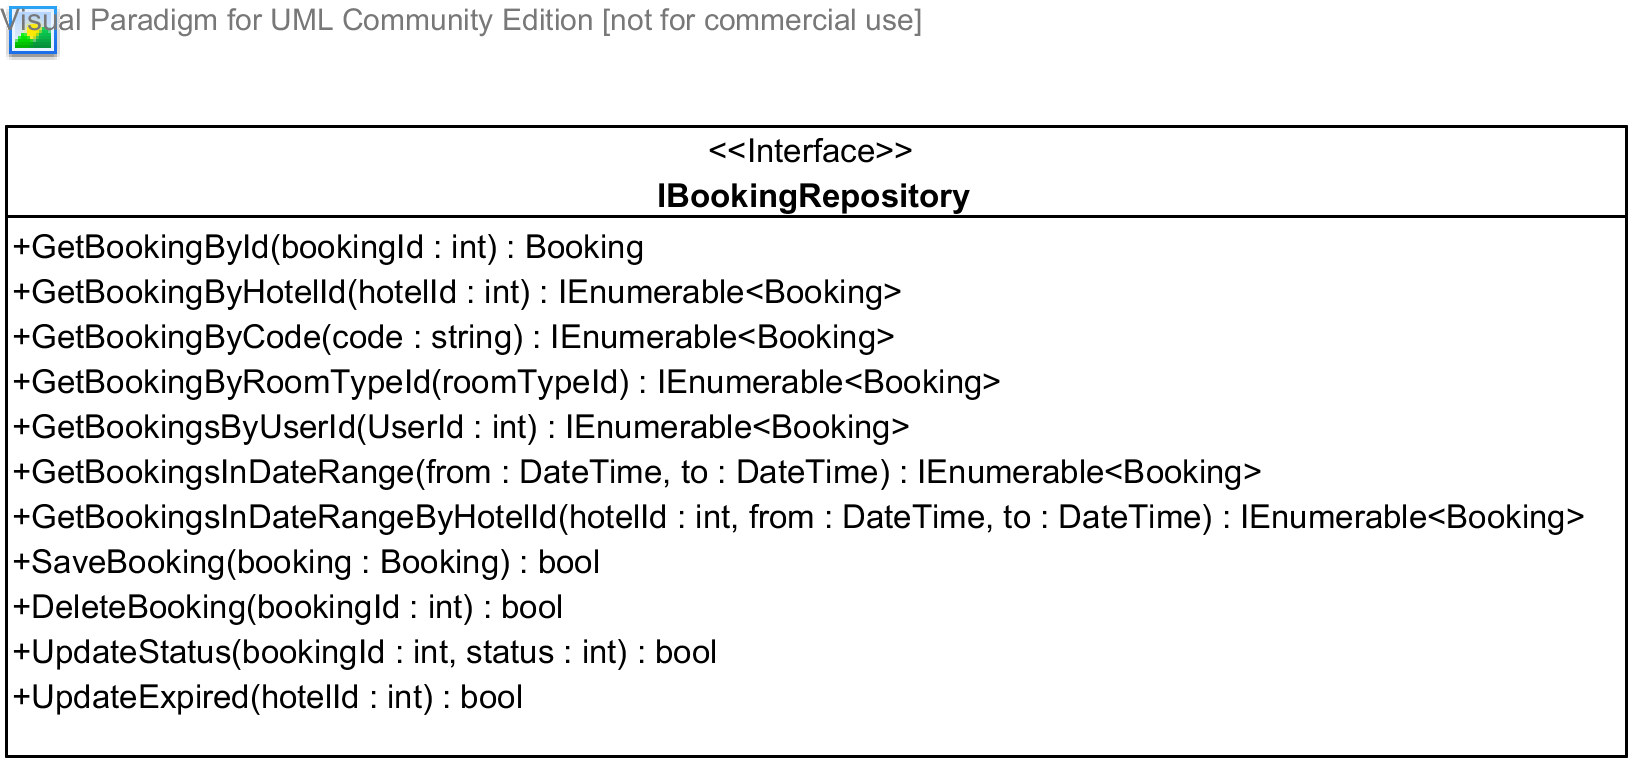 Visual Paradigm for UML Community Edition [not for commercial use]
<<Interface>>
IBookingRepository
+GetBookingById(bookingId : int) : Booking
+GetBookingByHotelId(hotelId : int) : IEnumerable<Booking>
+GetBookingByCode(code : string) : IEnumerable<Booking>
+GetBookingByRoomTypeId(roomTypeId) : IEnumerable<Booking>
+GetBookingsByUserId(UserId : int) : IEnumerable<Booking>
+GetBookingsInDateRange(from : DateTime, to : DateTime) : IEnumerable<Booking>
+GetBookingsInDateRangeByHotelId(hotelId : int, from : DateTime, to : DateTime) : IEnumerable<Booking>
+SaveBooking(booking : Booking) : bool
+DeleteBooking(bookingId : int) : bool
+UpdateStatus(bookingId : int, status : int) : bool
+UpdateExpired(hotelId : int) : bool